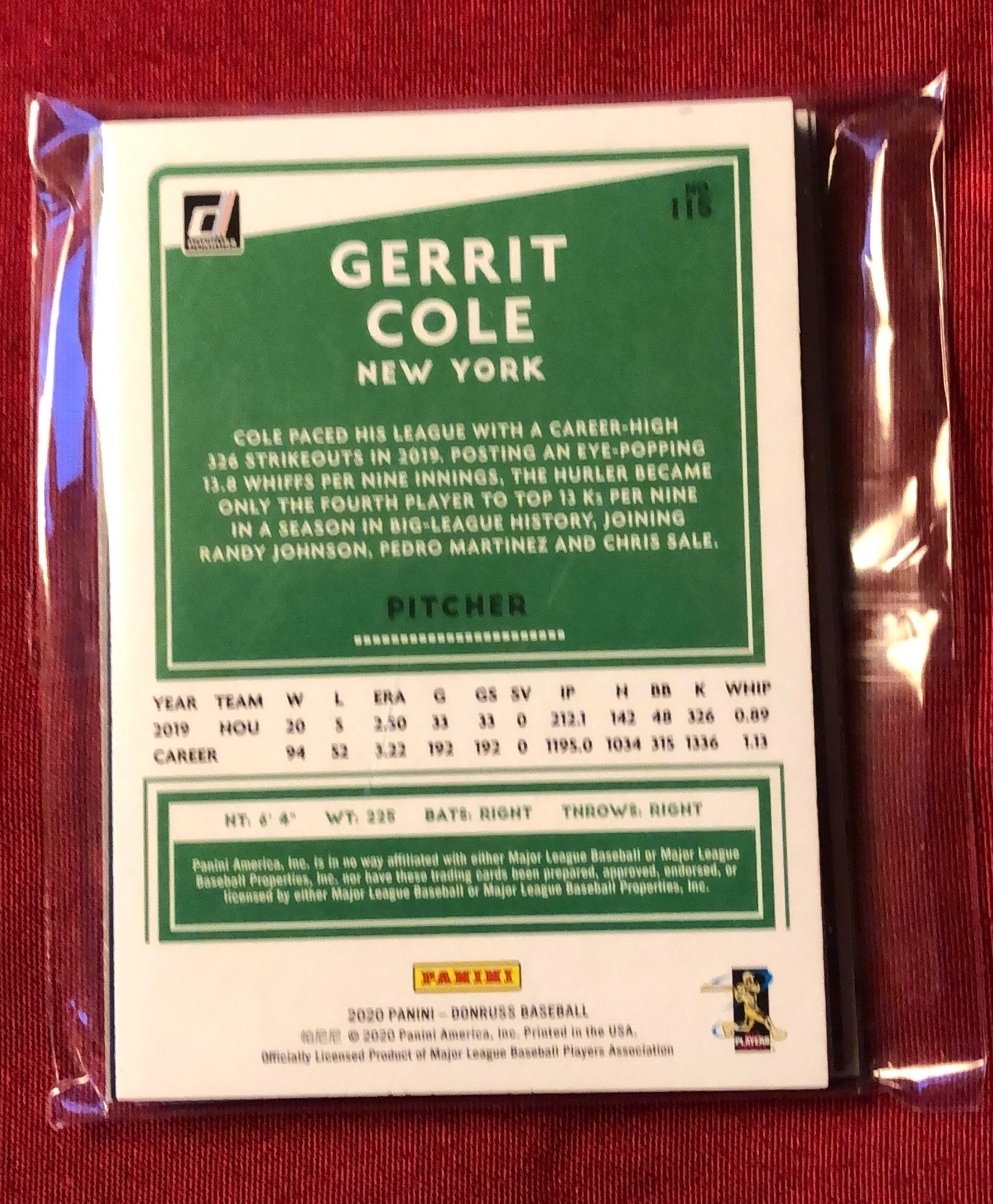 NO
GERRIT
COLE
NEW YORK
COLE PACED HIS LEAGUE WITH A CAREER-HIGH
326 STRIKEOUTS IN 2019. POSTING AN EYE-POPPING
13.8 WHIFFS PER NINE INNINGS, THE HURLER BECAME
ONLY THE FOURTH PLAYER TO TOP 13 Ks PER NINE
IN A SEASON IN BIG-LEAGUE HISTORY, JOINING
RANDY JOHNSON, PEDRO MARTINEZ AND CHRIS SALE.
PITCHER
YEAR TEAM W L ERA G GS SV IP H BB K WHIP
2019 HOU 20 5 2.50 33 33 0 212.1 142 48 326 0.89
CAREER 94 52 3.22 192 192 0 1195.0 1034 315 1336 1.13
HT: 6' 4" WT: 225 BATS: RIGHT THROWS: RIGHT
Panini America, Inc. is in no way affiliated with either Major League Baseball or Major League
Baseball Properties, Inc. nor have these trading cards been prepared, approved, endorsed, or
licensed by either Major League Baseball or Major League Baseball Properties, Inc.
PANINI
2020 PANINI – DONRUSS BASEBALL
© 2020 Panini America, Inc. Printed in the USA.
Officially Licensed Product of Major League Baseball Players Association
PLAYERS